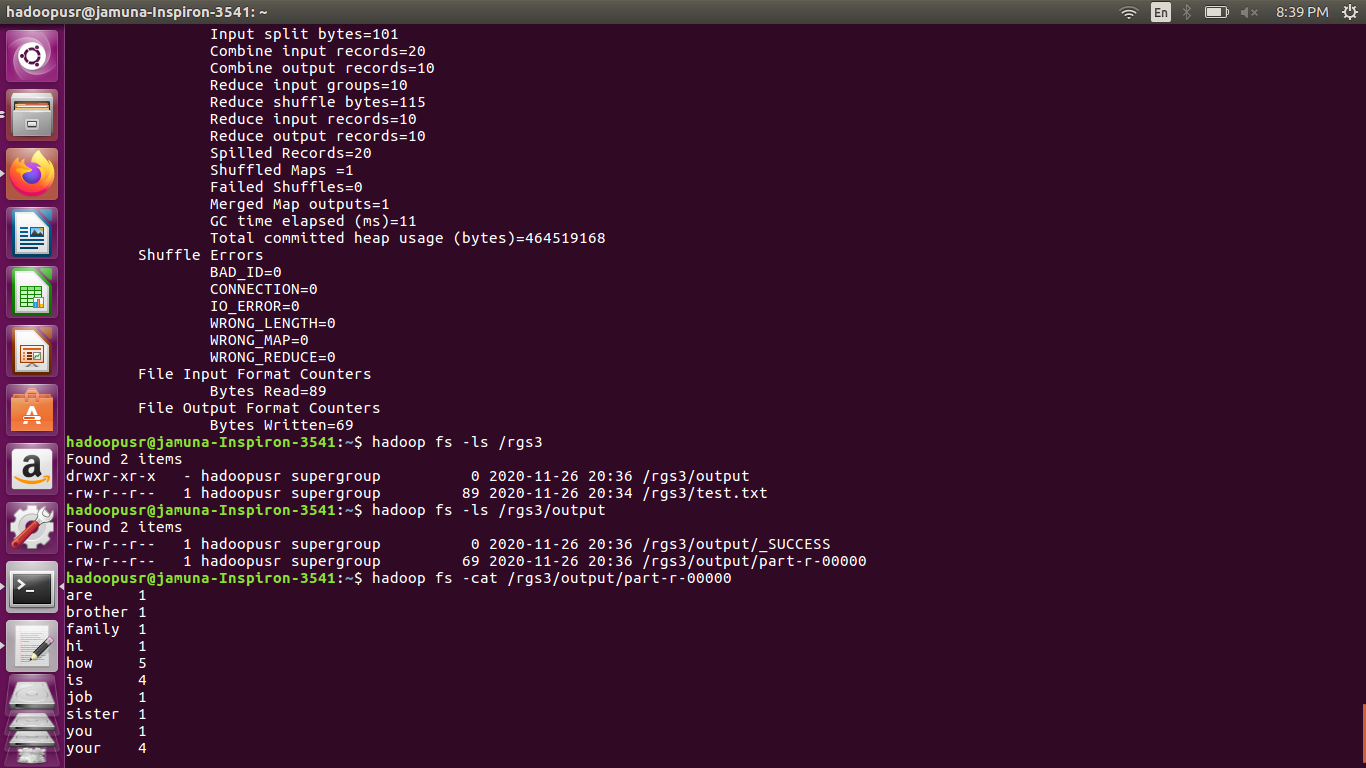 hadoopusr@jamuna-Inspiron-3541: ~
En
8:39 PM
Input split bytes=101
Combine input records=20
Combine output records=10
Reduce input groups=10
Reduce shuffle bytes=115
Reduce input records=10
Reduce output records=10
Spilled Records=20
Shuffled Maps =1
Failed Shuffles=0
Merged Map outputs=1
GC time elapsed (ms)=11
Total committed heap usage (bytes)=464519168
Shuffle Errors
BAD_ID=0
CONNECTION=0
IO_ERROR=0
WRONG_LENGTH=0
WRONG_MAP=0
WRONG_REDUCE=0
File Input Format Counters
Bytes Read=89
File Output Format Counters
Bytes Written=69
hadoopusr@jamuna-Inspiron-3541:~$ hadoop fs -ls /rgs3
Found 2 items
drwxr-xr-x   - hadoopusr supergroup          0 2020-11-26 20:36 /rgs3/output
-rw-r--r--   1 hadoopusr supergroup         89 2020-11-26 20:34 /rgs3/test.txt
hadoopusr@jamuna-Inspiron-3541:~$ hadoop fs -ls /rgs3/output
Found 2 items
-rw-r--r--   1 hadoopusr supergroup          0 2020-11-26 20:36 /rgs3/output/_SUCCESS
-rw-r--r--   1 hadoopusr supergroup         69 2020-11-26 20:36 /rgs3/output/part-r-00000
hadoopusr@jamuna-Inspiron-3541:~$ hadoop fs -cat /rgs3/output/part-r-00000
are     1
brother 1
family  1
hi      1
how     5
is      4
job     1
sister  1
you     1
your    4